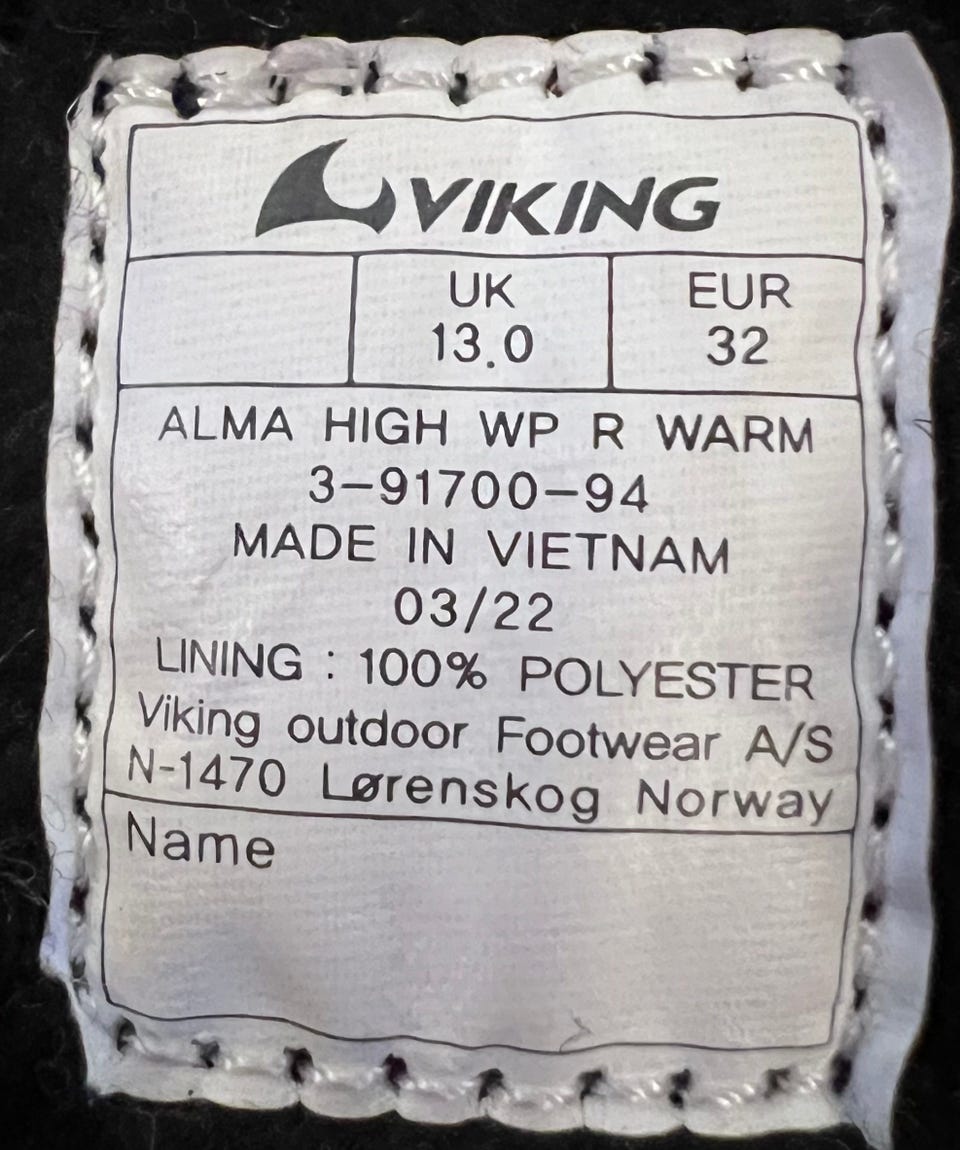 VIKING
UK EUR
13.0 32
ALMA HIGH WP R WARM
3-91700-94
MADE IN VIETNAM
03/22
LINING : 100% POLYESTER
Viking outdoor Footwear A/S
N-1470 Lørenskog Norway
Name